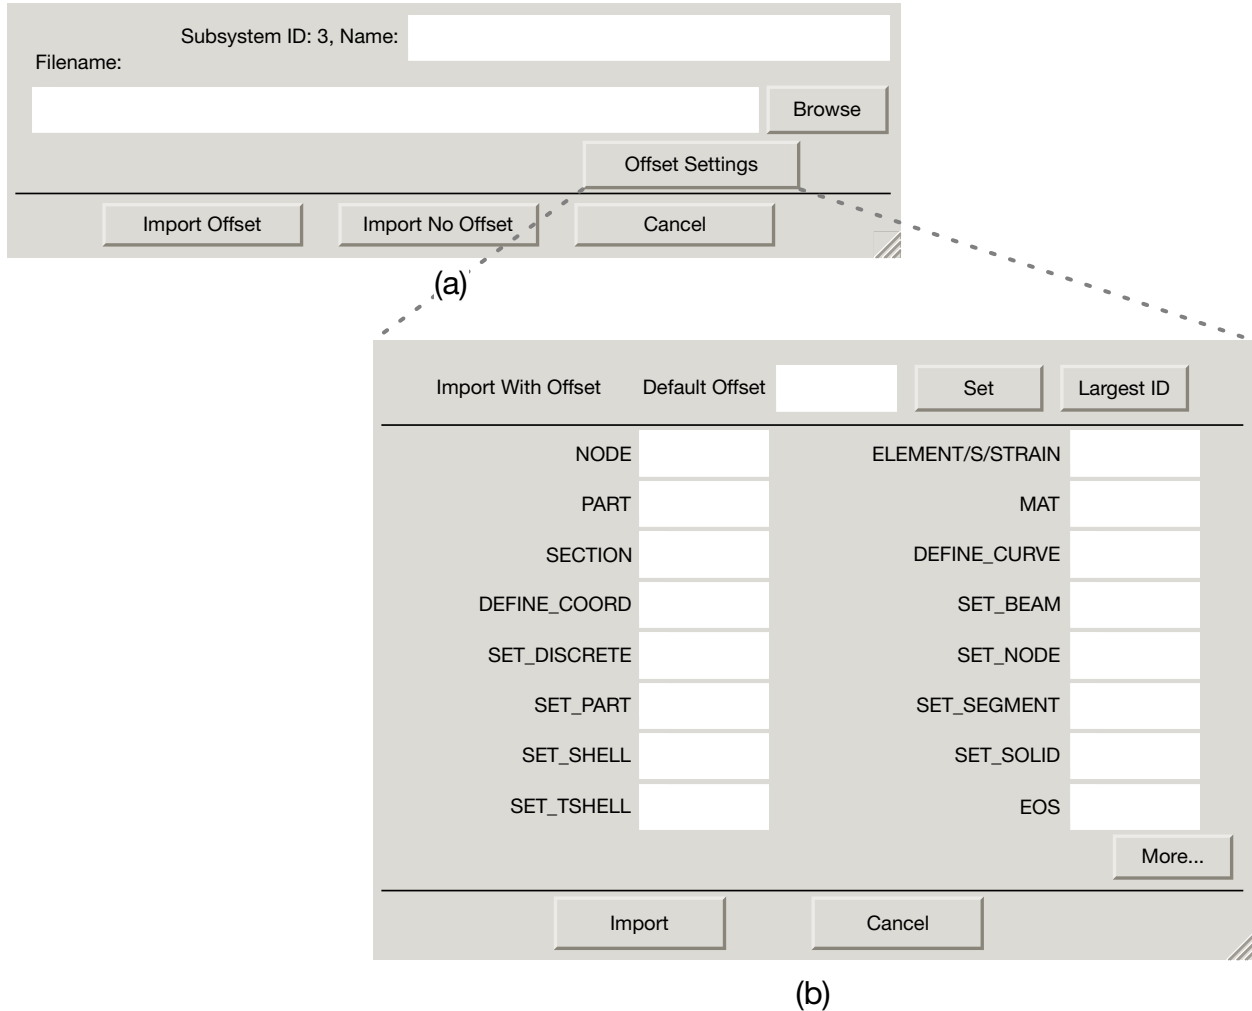 Subsystem ID: 3, Name:
Filename:
Browse
Offset Settings
Import Offset Import No Offset Cancel
(a)
Import With Offset Default Offset Set Largest ID
NODE ELEMENT/S/STRAIN
PART MAT
SECTION DEFINE_CURVE
DEFINE_COORD SET_BEAM
SET_DISCRETE SET_NODE
SET_PART SET_SEGMENT
SET_SHELL SET_SOLID
SET_TSHELL EOS
More...
Import Cancel
(b)